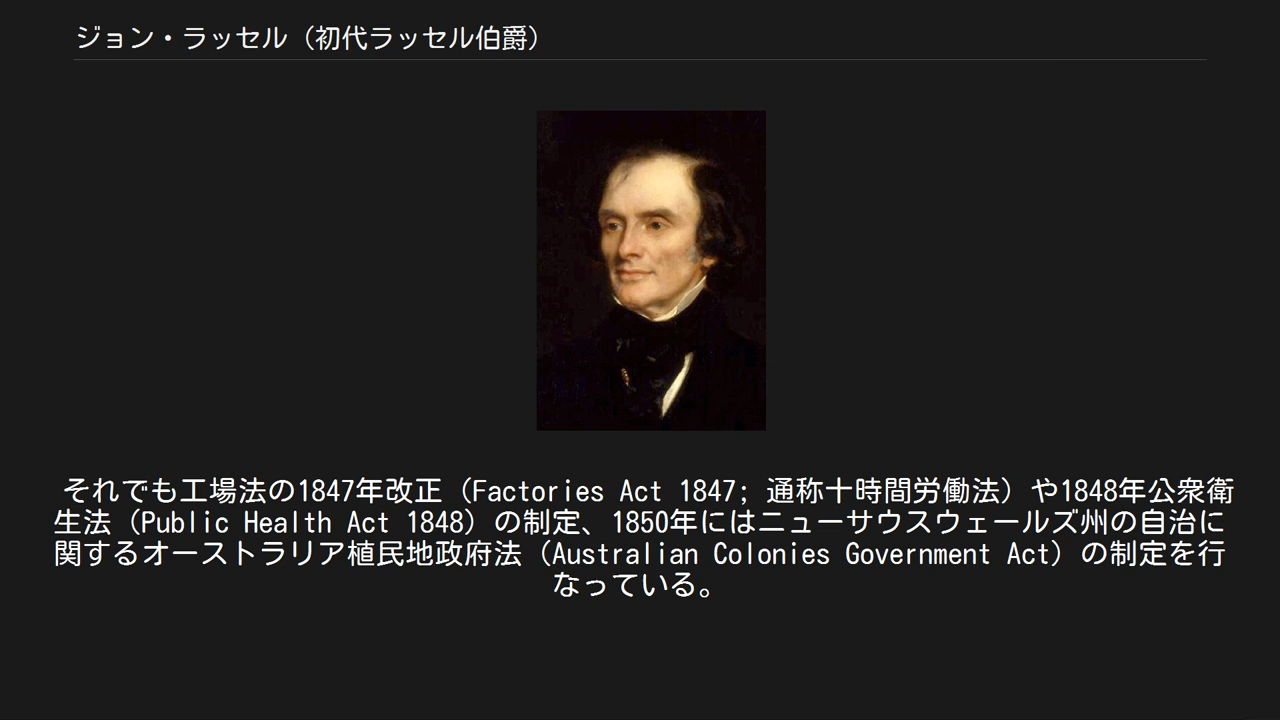 ジョン・ラッセル（初代ラッセル伯爵）
それでも工場法の1847年改正（Factories Act 1847; 通称十時間労働法）や1848年公衆衛
生法（Public Health Act 1848）の制定、1850年にはニューサウスウェールズ州の自治に
関するオーストラリア植民地政府法（Australian Colonies Government Act）の制定を行
なっている。